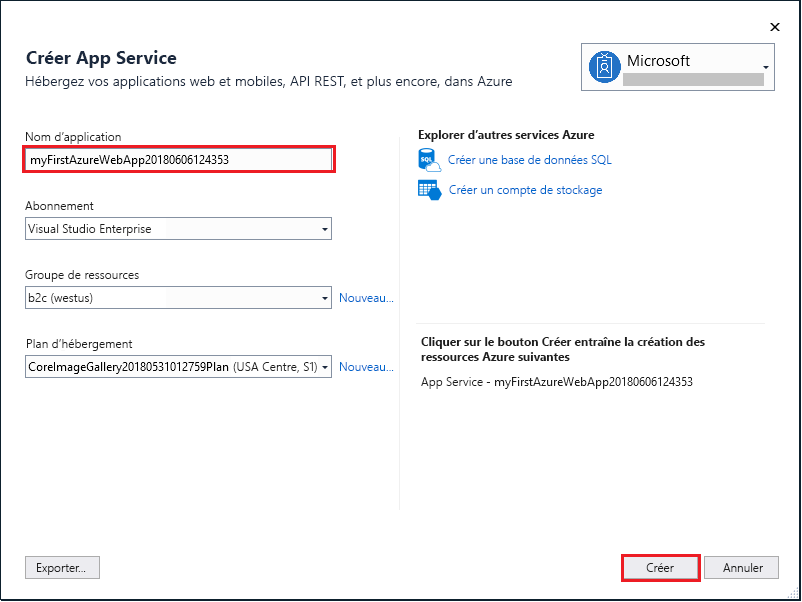 Créer App Service
Hébergez vos applications web et mobiles, API REST, et plus encore, dans Azure
Microsoft
Nom d'application
myFirstAzureWebApp20180606124353
Abonnement
Visual Studio Enterprise
Groupe de ressources
b2c (westus)
Nouveau...
Plan d'hébergement
CoreImageGallery20180531012759Plan (USA Centre, S1)
Nouveau...
Explorer d'autres services Azure
SQL
Créer une base de données SQL
Créer un compte de stockage
Cliquer sur le bouton Créer entraîne la création des
ressources Azure suivantes
App Service - myFirstAzureWebApp20180606124353
Exporter...
Créer
Annuler